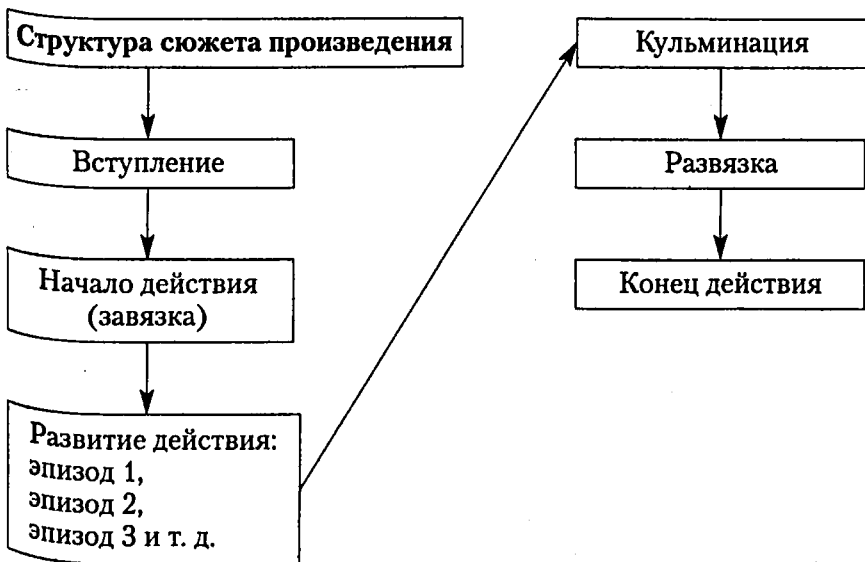 Структура сюжета произведения
Вступление
Начало действия
(завязка)
Развитие действия:
эпизод 1,
эпизод 2,
эпизод 3 и т. д.
Кульминация
Развязка
Конец действия